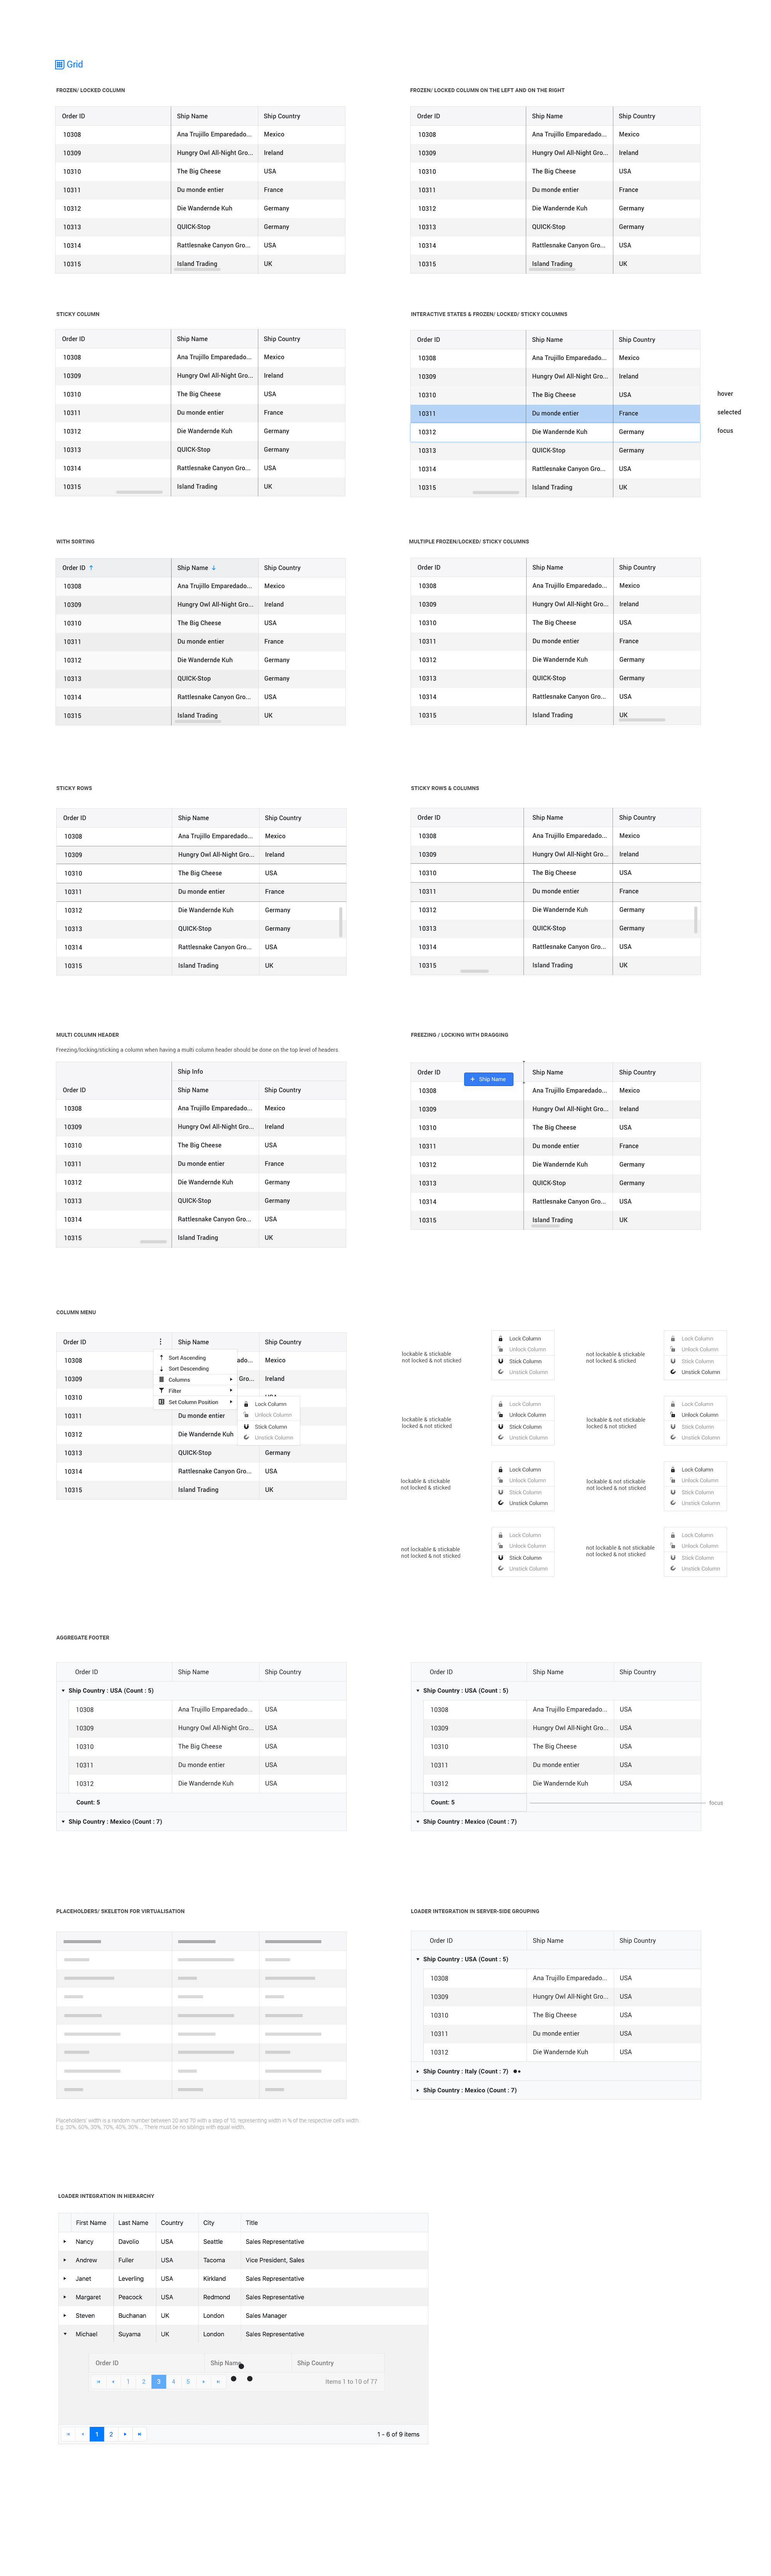 Grid
FROZEN/ LOCKED COLUMN
Order ID Ship Name Ship Country
10308 Ana Trujillo Emparedado... Mexico
10309 Hungry Owl All-Night Gro... Ireland
10310 The Big Cheese USA
10311 Du monde entier France
10312 Die Wandernde Kuh Germany
10313 QUICK-Stop Germany
10314 Rattlesnake Canyon Gro... USA
10315 Island Trading UK
FROZEN/ LOCKED COLUMN ON THE LEFT AND ON THE RIGHT
Order ID Ship Name Ship Country
10308 Ana Trujillo Emparedado... Mexico
10309 Hungry Owl All-Night Gro... Ireland
10310 The Big Cheese USA
10311 Du monde entier France
10312 Die Wandernde Kuh Germany
10313 QUICK-Stop Germany
10314 Rattlesnake Canyon Gro... USA
10315 Island Trading UK
STICKY COLUMN
Order ID Ship Name Ship Country
10308 Ana Trujillo Emparedado... Mexico
10309 Hungry Owl All-Night Gro... Ireland
10310 The Big Cheese USA
10311 Du monde entier France
10312 Die Wandernde Kuh Germany
10313 QUICK-Stop Germany
10314 Rattlesnake Canyon Gro... USA
10315 Island Trading UK
INTERACTIVE STATES & FROZEN/ LOCKED/ STICKY COLUMNS
Order ID Ship Name Ship Country
10308 Ana Trujillo Emparedado... Mexico
10309 Hungry Owl All-Night Gro... Ireland
10310 The Big Cheese USA hover
10311 Du monde entier France selected
10312 Die Wandernde Kuh Germany focus
10313 QUICK-Stop Germany
10314 Rattlesnake Canyon Gro... USA
10315 Island Trading UK
WITH SORTING
Order ID ↑ Ship Name ↓ Ship Country
10308 Ana Trujillo Emparedado... Mexico
10309 Hungry Owl All-Night Gro... Ireland
10310 The Big Cheese USA
10311 Du monde entier France
10312 Die Wandernde Kuh Germany
10313 QUICK-Stop Germany
10314 Rattlesnake Canyon Gro... USA
10315 Island Trading UK
MULTIPLE FROZEN/LOCKED/ STICKY COLUMNS
Order ID Ship Name Ship Country
10308 Ana Trujillo Emparedado... Mexico
10309 Hungry Owl All-Night Gro... Ireland
10310 The Big Cheese USA
10311 Du monde entier France
10312 Die Wandernde Kuh Germany
10313 QUICK-Stop Germany
10314 Rattlesnake Canyon Gro... USA
10315 Island Trading UK
STICKY ROWS
Order ID Ship Name Ship Country
10308 Ana Trujillo Emparedado... Mexico
10309 Hungry Owl All-Night Gro... Ireland
10310 The Big Cheese USA
10311 Du monde entier France
10312 Die Wandernde Kuh Germany
10313 QUICK-Stop Germany
10314 Rattlesnake Canyon Gro... USA
10315 Island Trading UK
STICKY ROWS & COLUMNS
Order ID Ship Name Ship Country
10308 Ana Trujillo Emparedado... Mexico
10309 Hungry Owl All-Night Gro... Ireland
10310 The Big Cheese USA
10311 Du monde entier France
10312 Die Wandernde Kuh Germany
10313 QUICK-Stop Germany
10314 Rattlesnake Canyon Gro... USA
10315 Island Trading UK
MULTI COLUMN HEADER
Freezing/locking/sticking a column when having a multi column header should be done on the top level of headers.
Ship Info
Order ID Ship Name Ship Country
10308 Ana Trujillo Emparedado... Mexico
10309 Hungry Owl All-Night Gro... Ireland
10310 The Big Cheese USA
10311 Du monde entier France
10312 Die Wandernde Kuh Germany
10313 QUICK-Stop Germany
10314 Rattlesnake Canyon Gro... USA
10315 Island Trading UK
FREEZING / LOCKING WITH DRAGGING
Order ID Ship Name Ship Country
+ Ship Name
10308 Ana Trujillo Emparedado... Mexico
10309 Hungry Owl All-Night Gro... Ireland
10310 The Big Cheese USA
10311 Du monde entier France
10312 Die Wandernde Kuh Germany
10313 QUICK-Stop Germany
10314 Rattlesnake Canyon Gro... USA
10315 Island Trading UK
COLUMN MENU
Order ID Ship Name Ship Country
10308 ado... Mexico
10309 Gro... Ireland
10310
10311 Du monde entier
10312 Die Wandernde Kuh
10313 QUICK-Stop Germany
10314 Rattlesnake Canyon Gro... USA
10315 Island Trading UK
Sort Ascending
Sort Descending
Columns
Filter
Set Column Position
Lock Column
Unlock Column
Stick Column
Unstick Column
lockable & stickable
not locked & not sticked
Lock Column
Unlock Column
Stick Column
Unstick Column
not lockable & stickable
not locked & sticked
Lock Column
Unlock Column
Stick Column
Unstick Column
lockable & stickable
locked & not sticked
Lock Column
Unlock Column
Stick Column
Unstick Column
lockable & not stickable
locked & not sticked
Lock Column
Unlock Column
Stick Column
Unstick Column
lockable & stickable
not locked & sticked
Lock Column
Unlock Column
Stick Column
Unstick Column
lockable & not stickable
not locked & not sticked
Lock Column
Unlock Column
Stick Column
Unstick Column
not lockable & stickable
not locked & not sticked
Lock Column
Unlock Column
Stick Column
Unstick Column
not lockable & not stickable
not locked & not sticked
Lock Column
Unlock Column
Stick Column
Unstick Column
AGGREGATE FOOTER
Order ID Ship Name Ship Country
Ship Country : USA (Count : 5)
10308 Ana Trujillo Emparedado... USA
10309 Hungry Owl All-Night Gro... USA
10310 The Big Cheese USA
10311 Du monde entier USA
10312 Die Wandernde Kuh USA
Count: 5
Ship Country : Mexico (Count : 7)
Order ID Ship Name Ship Country
Ship Country : USA (Count : 5)
10308 Ana Trujillo Emparedado... USA
10309 Hungry Owl All-Night Gro... USA
10310 The Big Cheese USA
10311 Du monde entier USA
10312 Die Wandernde Kuh USA
Count: 5 focus
Ship Country : Mexico (Count : 7)
PLACEHOLDERS/ SKELETON FOR VIRTUALISATION
Placeholders' width is a random number between 20 and 70 with a step of 10, representing width in % of the respective cell's width.
E.g. 20%, 60%, 30%, 70%, 40%, 30% ... There must be no siblings with equal width.
LOADER INTEGRATION IN SERVER-SIDE GROUPING
Order ID Ship Name Ship Country
Ship Country : USA (Count : 5)
10308 Ana Trujillo Emparedado... USA
10309 Hungry Owl All-Night Gro... USA
10310 The Big Cheese USA
10311 Du monde entier USA
10312 Die Wandernde Kuh USA
Ship Country : Italy (Count : 7)
Ship Country : Mexico (Count : 7)
LOADER INTEGRATION IN HIERARCHY
First Name Last Name Country City Title
Nancy Davolio USA Seattle Sales Representative
Andrew Fuller USA Tacoma Vice President, Sales
Janet Leverling USA Kirkland Sales Representative
Margaret Peacock USA Redmond Sales Representative
Steven Buchanan UK London Sales Manager
Michael Suyama UK London Sales Representative
Order ID Ship Name Ship Country
1 2 3 4 5 Items 1 to 10 of 77
1 2 1 - 6 of 9 items